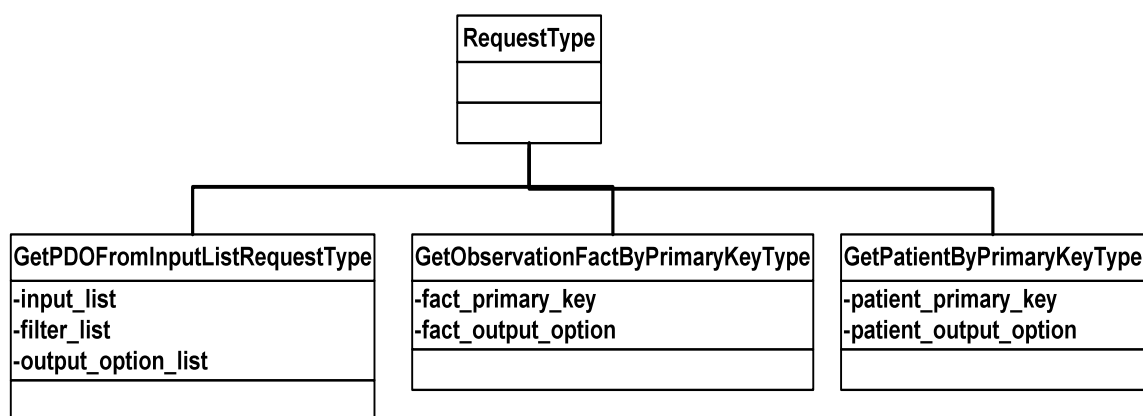 RequestType
GetPDOFromInputListRequestType
-input_list
-filter_list
-output_option_list
GetObservationFactByPrimaryKeyType
-fact_primary_key
-fact_output_option
GetPatientByPrimaryKeyType
-patient_primary_key
-patient_output_option